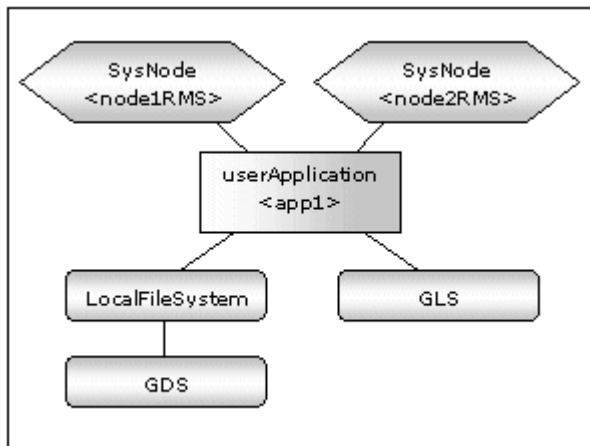 SysNode
<node1RMS>
SysNode
<node2RMS>
userApplication
<app1>
LocalFileSystem
GLS
GDS